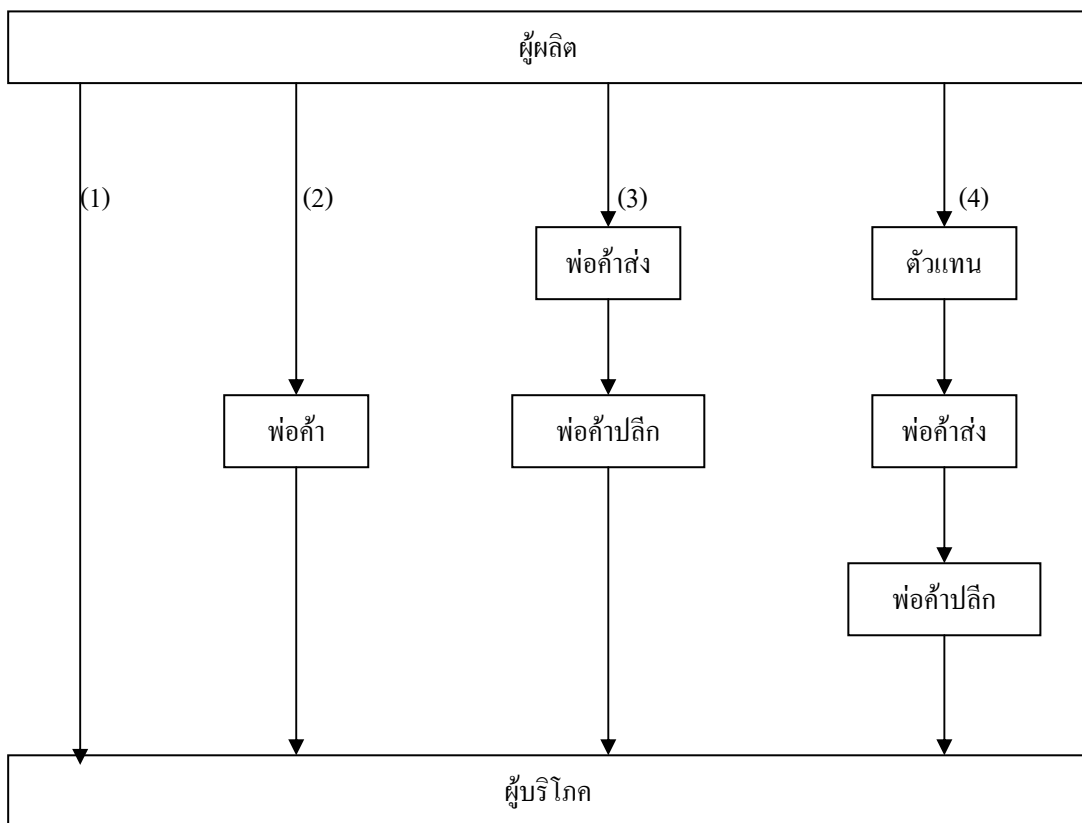 ผู้ผลิต
(1)
(2)
(3)
(4)
พ่อค้าส่ง
ตัวแทน
พ่อค้า
พ่อค้าปลีก
พ่อค้าส่ง
พ่อค้าปลีก
ผู้บริโภค